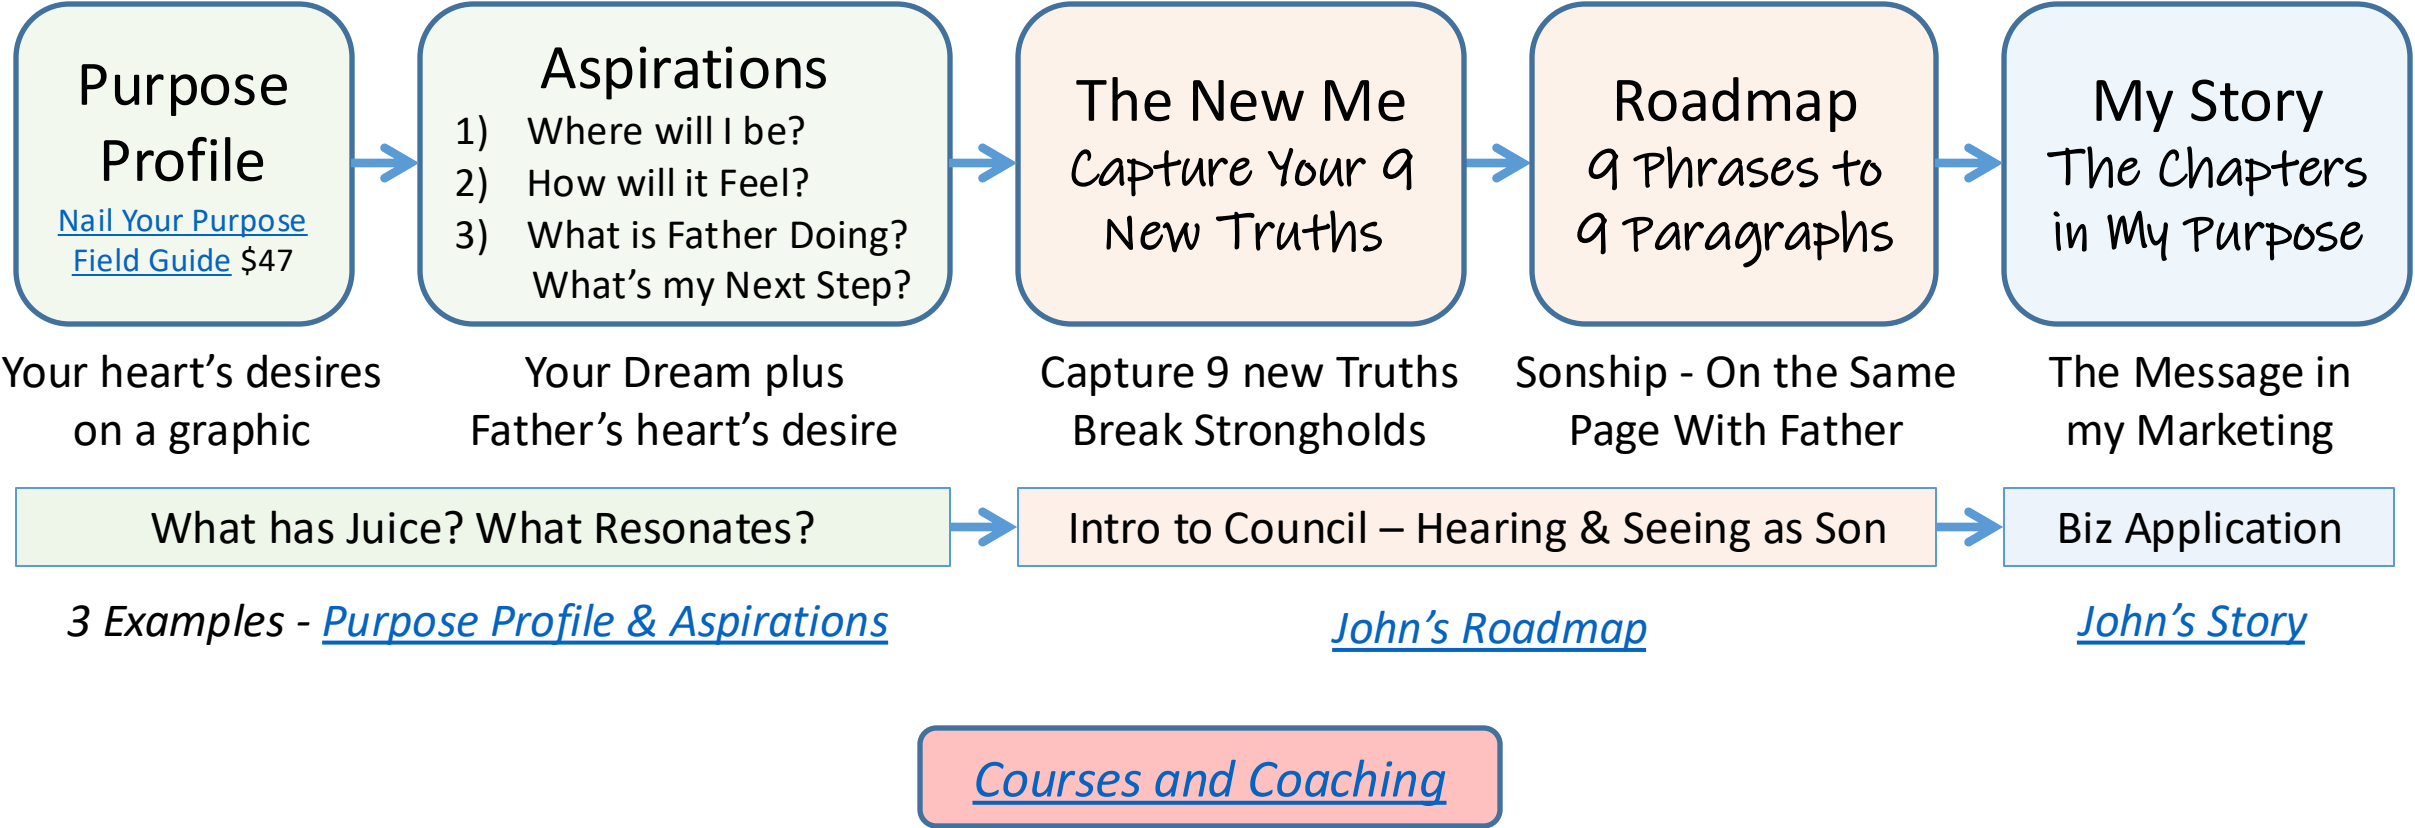 Purpose
Profile
Nail Your Purpose
Field Guide $47
Aspirations
1) Where will I be?
2) How will it Feel?
3) What is Father Doing?
What’s my Next Step?
The New Me
Capture Your 9
New Truths
Roadmap
9 Phrases to
9 Paragraphs
My Story
The Chapters
in My Purpose
Your heart’s desires
on a graphic
Your Dream plus
Father’s heart’s desire
Capture 9 new Truths
Break Strongholds
Sonship - On the Same
Page With Father
The Message in
my Marketing
What has Juice? What Resonates?
Intro to Council – Hearing & Seeing as Son
Biz Application
3 Examples - Purpose Profile & Aspirations
John’s Roadmap
John’s Story
Courses and Coaching